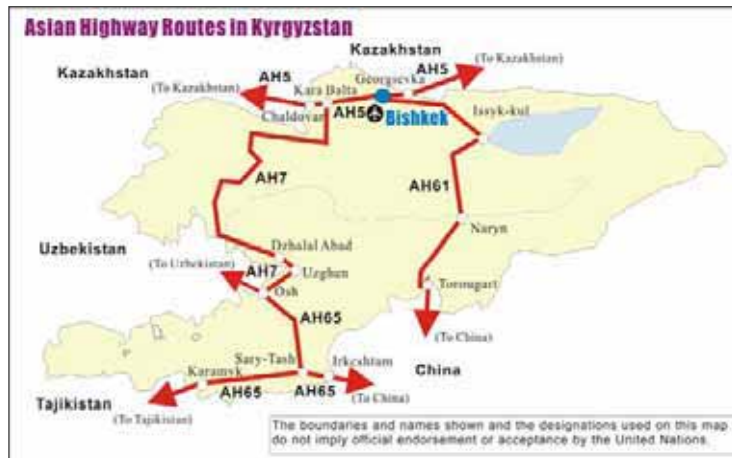 Asian Highway Routes in Kyrgyzstan
Kazakhstan
Kazakhstan
(To Kazakhstan)
(To Kazakhstan)
AH5
AH5
Georgievka
Kara Balta
Chaldovar
AH5
Bishkek
Issyk-kul
AH7
AH61
Naryn
Uzbekistan
Dzhalal Abad
(To Uzbekistan)
AH7
Uzghen
Osh
Torougart
AH65
(To China)
Sary-Tash
Irkeshtam
China
Karamyk
AH65
AH65
Tajikistan
(To Tajikistan)
(To China)
The boundaries and names shown and the designations used on this map
do not imply official endorsement or acceptance by the United Nations.